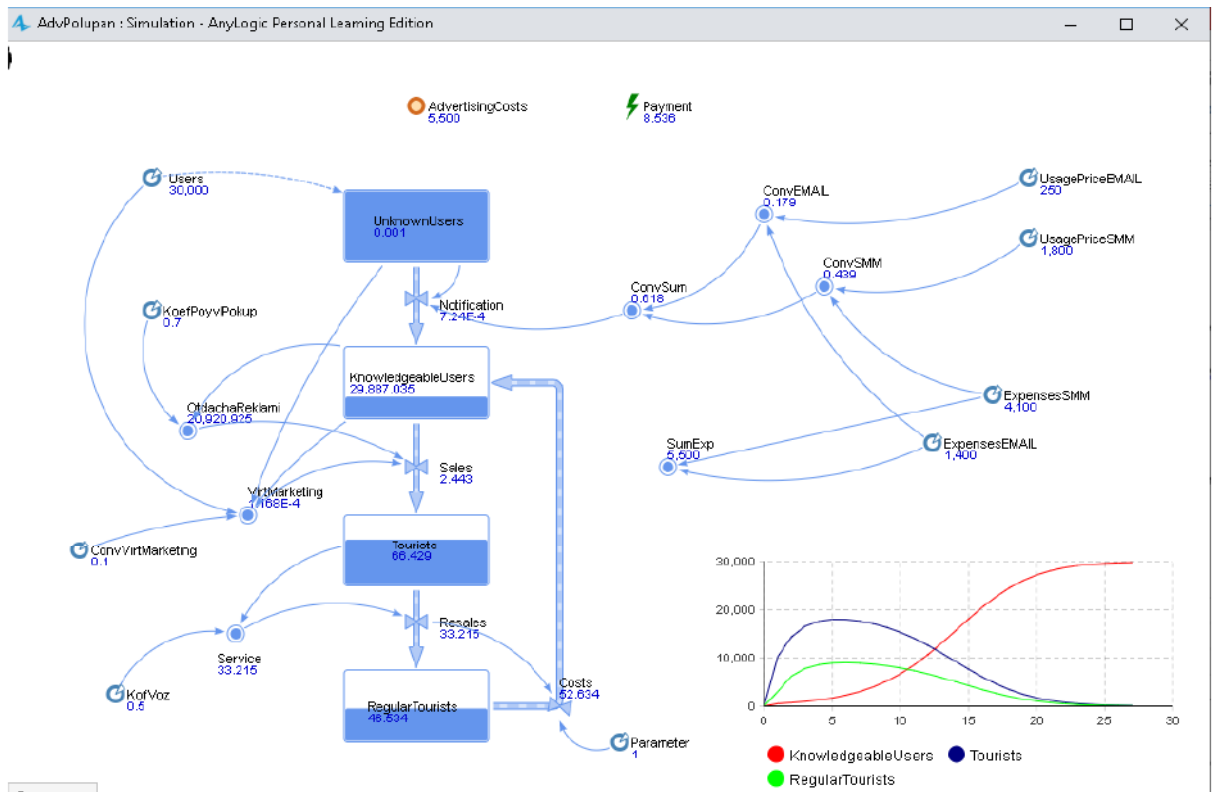 AdvPolupan : Simulation - AnyLogic Personal Learning Edition
AdvertisingCosts
5,500
Payment
8.536
Users
30,000
UnknownUsers
0.001
ConvEMAIL
0.179
UsagePriceEMAIL
250
UsagePriceSMM
1,800
ConvSMM
0.439
ConvSum
0.618
Notification
7.24E-4
KoefPoyvPokup
0.7
KnowledgeableUsers
29,887.035
OtdachaReklami
20,920.925
ExpensesSMM
4,100
ExpensesEMAIL
1,400
SumExp
5,500
Sales
2.443
VirtMarketing
ConvVirtMarketing
0.1
Tourists
66.429
Resales
33.215
Service
33.215
KofVoz
0.5
RegularTourists
Costs
52.634
Parameter
1
30,000
20,000
10,000
0
0 5 10 15 20 25 30
KnowledgeableUsers Tourists
RegularTourists